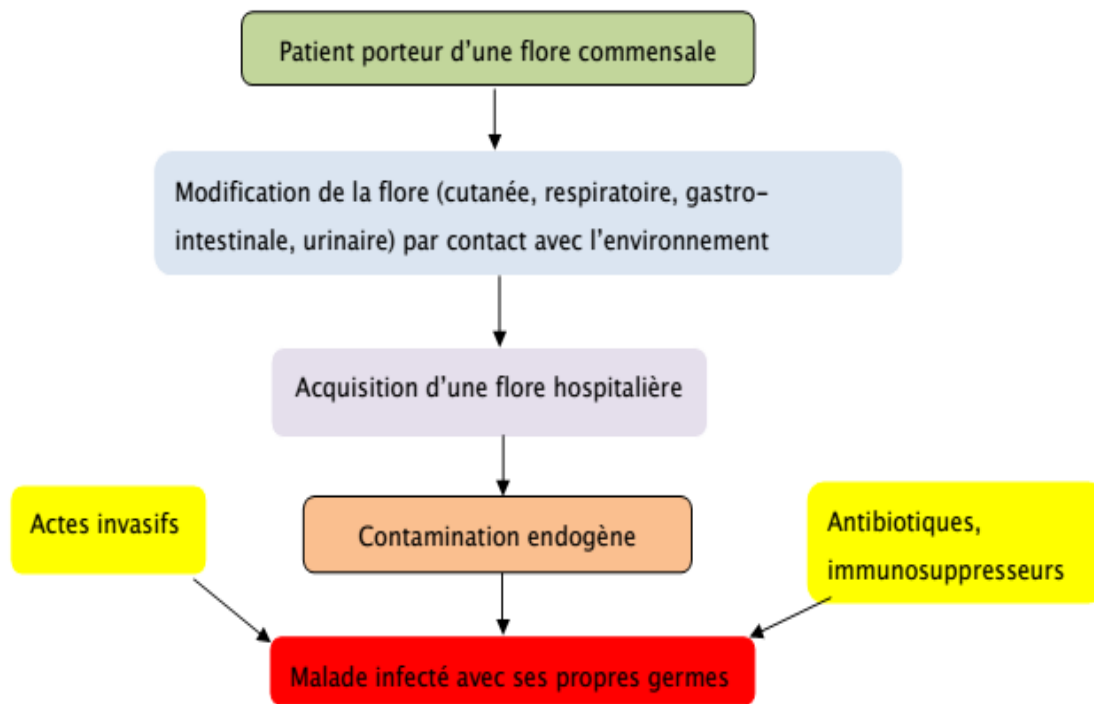 Patient porteur d'une flore commensale
Modification de la flore (cutanée, respiratoire, gastro-
intestinale, urinaire) par contact avec l'environnement
Acquisition d'une flore hospitalière
Actes invasifs
Contamination endogène
Antibiotiques,
immunosuppresseurs
Malade infecté avec ses propres germes